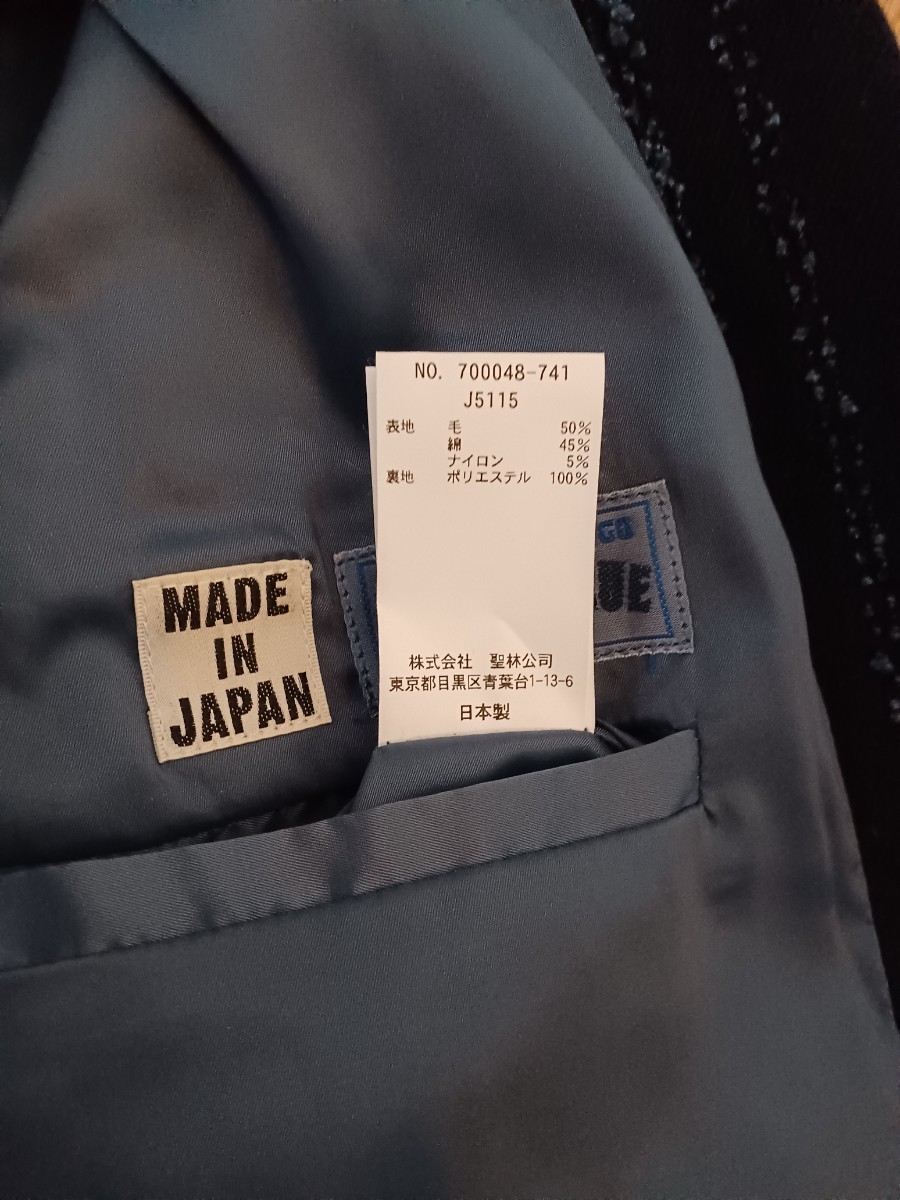 NO. 700048-741
J5115
表地 毛 50%
綿 45%
ナイロン 5%
裏地 ポリエステル 100%
株式会社 聖林公司
東京都目黒区青葉台1-13-6
日本製
MADE
IN
JAPAN